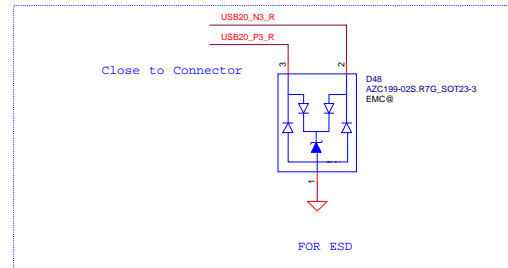 USB20_N3_R
USB20_P3_R
Close to Connector
3
2
D48
AZC199-02S.R7G_SOT23-3
EMC@
1
FOR ESD